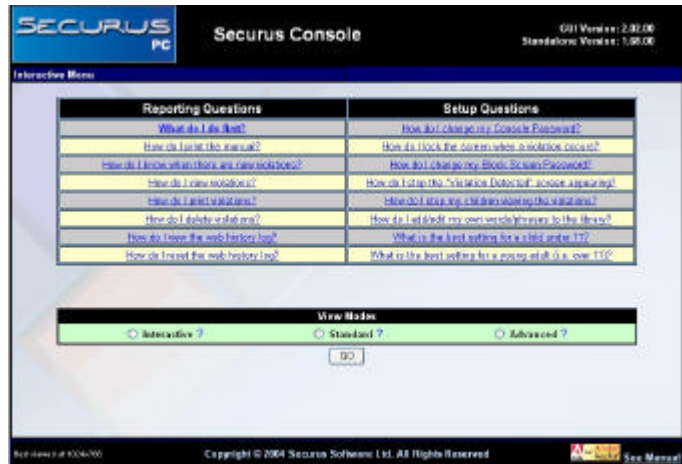 SECURUS
PC
Securus Console
GUI Version: 2.02.00
Standalone Version: 1.68.00
Interactive Menu
Reporting Questions
Setup Questions
What do I do first?
How do I change my Console Password?
How do I print the manual?
How do I lock the screen when a violation occurs?
How do I know when there are new violations?
How do I change my Block Screen Password?
How do I view violations?
How do I stop the "Violation Detected" screen appearing?
How do I print violations?
How do I stop my children viewing the violations?
How do I delete violations?
How do I add/edit my own words/phrases to the library?
How do I view the web history log?
What is the best setting for a child under 11?
How do I reset the web history log?
What is the best setting for a young adult (i.e. over 11)?
View Modes
Interactive ?
Standard ?
Advanced ?
GO
Best viewed at 1024x768
Copyright © 2004 Securus Software Ltd. All Rights Reserved
See Manual